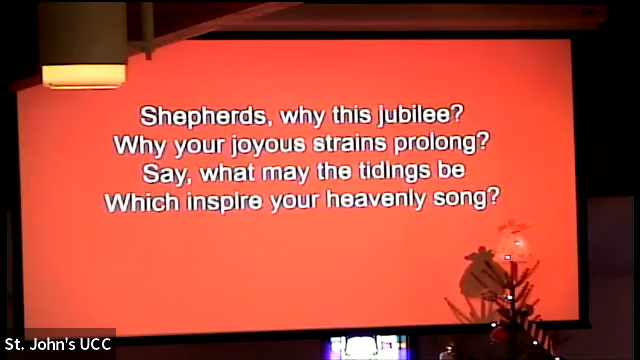 Shepherds, why this jubilee?
Why your joyous strains prolong?
Say, what may the tidings be
Which inspire your heavenly song?
St. John's UCC